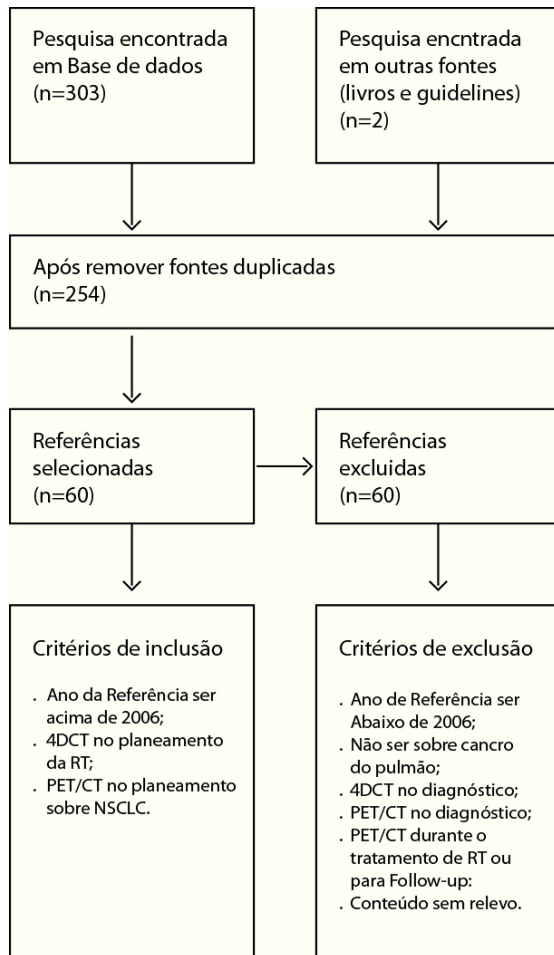 Pesquisa encontrada
em Base de dados
(n=303)
Pesquisa encntrada
em outras fontes
(livros e guidelines)
(n=2)
Após remover fontes duplicadas
(n=254)
Referências
selecionadas
(n=60)
Referências
excluidas
(n=60)
Critérios de inclusão
. Ano da Referência ser
acima de 2006;
. 4DCT no planeamento
da RT;
. PET/CT no planeamento
sobre NSCLC.
Critérios de exclusão
. Ano de Referência ser
Abaixo de 2006;
. Não ser sobre cancro
do pulmão;
. 4DCT no diagnóstico;
. PET/CT no diagnóstico;
. PET/CT durante o
tratamento de RT ou
para Follow-up:
. Conteúdo sem relevo.